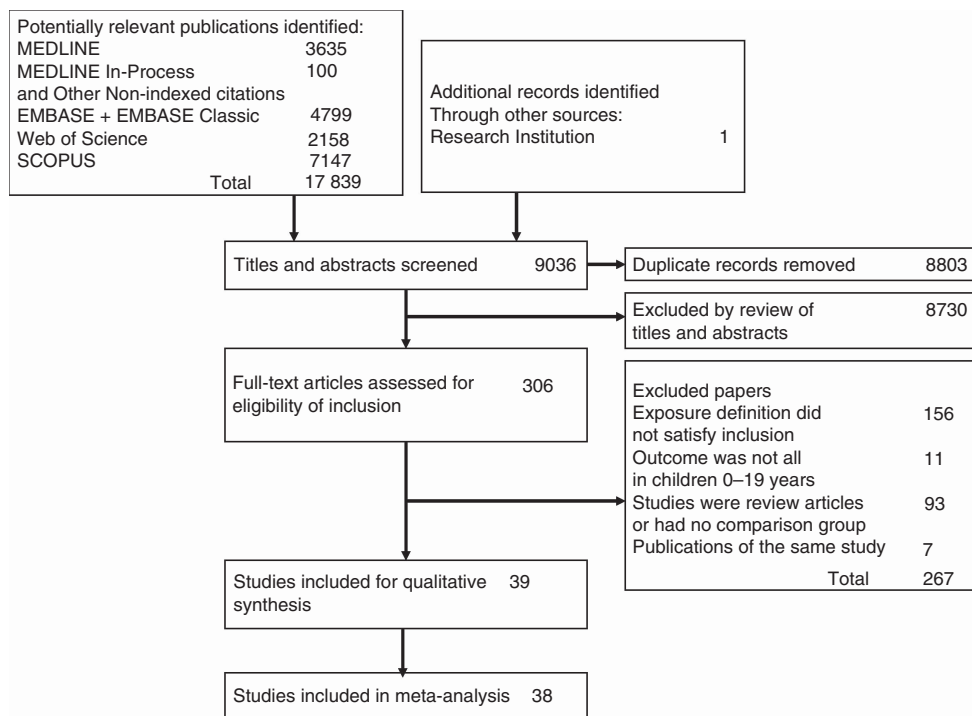 Potentially relevant publications identified:
MEDLINE 3635
MEDLINE In-Process 100
and Other Non-indexed citations
EMBASE + EMBASE Classic 4799
Web of Science 2158
SCOPUS 7147
Total 17 839
Additional records identified
Through other sources:
Research Institution 1
Titles and abstracts screened 9036
Duplicate records removed 8803
Excluded by review of 8730
titles and abstracts
Full-text articles assessed for 306
eligibility of inclusion
Excluded papers
Exposure definition did 156
not satisfy inclusion
Outcome was not all 11
in children 0–19 years
Studies were review articles 93
or had no comparison group
Publications of the same study 7
Total 267
Studies included for qualitative 39
synthesis
Studies included in meta-analysis 38